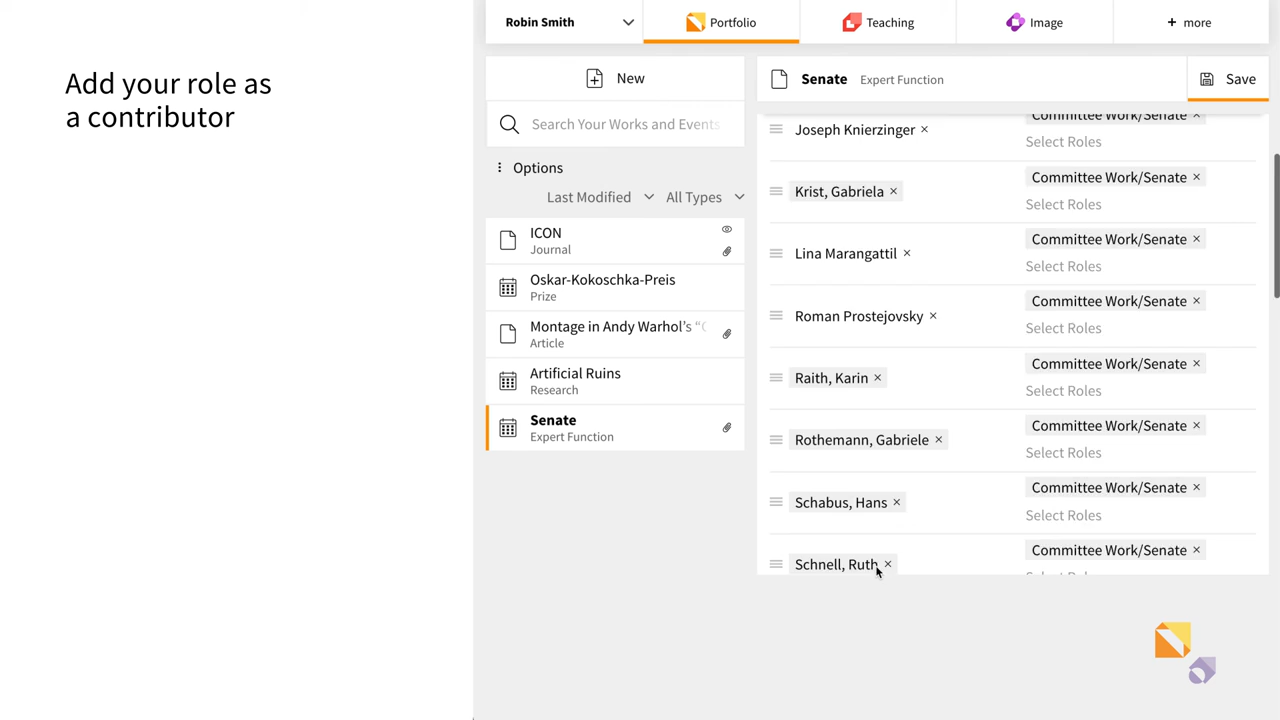 Add your role as
a contributor
Robin Smith
Portfolio
Teaching
Image
+ more
New
Search Your Works and Events
Options
Last Modified
All Types
ICON
Journal
Oskar-Kokoschka-Preis
Prize
Montage in Andy Warhol’s “
Article
Artificial Ruins
Research
Senate
Expert Function
Senate Expert Function
Save
Joseph Knierzinger ×
Committee Work/Senate ×
Select Roles
Krist, Gabriela ×
Committee Work/Senate ×
Select Roles
Lina Marangattil ×
Committee Work/Senate ×
Select Roles
Roman Prostejovsky ×
Committee Work/Senate ×
Select Roles
Raith, Karin ×
Committee Work/Senate ×
Select Roles
Rothemann, Gabriele ×
Committee Work/Senate ×
Select Roles
Schabus, Hans ×
Committee Work/Senate ×
Select Roles
Schnell, Ruth ×
Committee Work/Senate ×